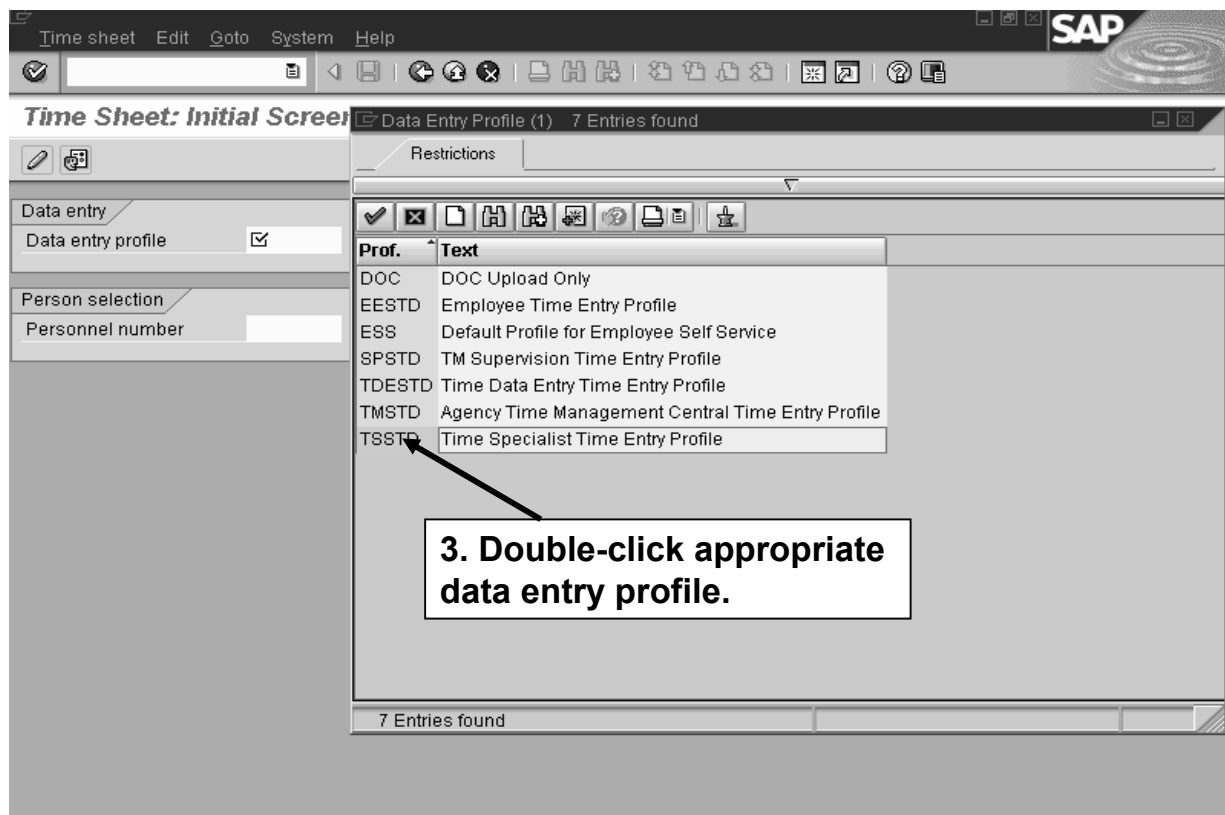 Time sheet Edit Goto System Help
SAP
Time Sheet: Initial Screen
Data Entry Profile (1) 7 Entries found
Restrictions
Data entry
Data entry profile
Person selection
Personnel number
Prof. Text
DOC DOC Upload Only
EESTD Employee Time Entry Profile
ESS Default Profile for Employee Self Service
SPSTD TM Supervision Time Entry Profile
TDESTD Time Data Entry Time Entry Profile
TMSTD Agency Time Management Central Time Entry Profile
TSSTD Time Specialist Time Entry Profile
3. Double-click appropriate
data entry profile.
7 Entries found